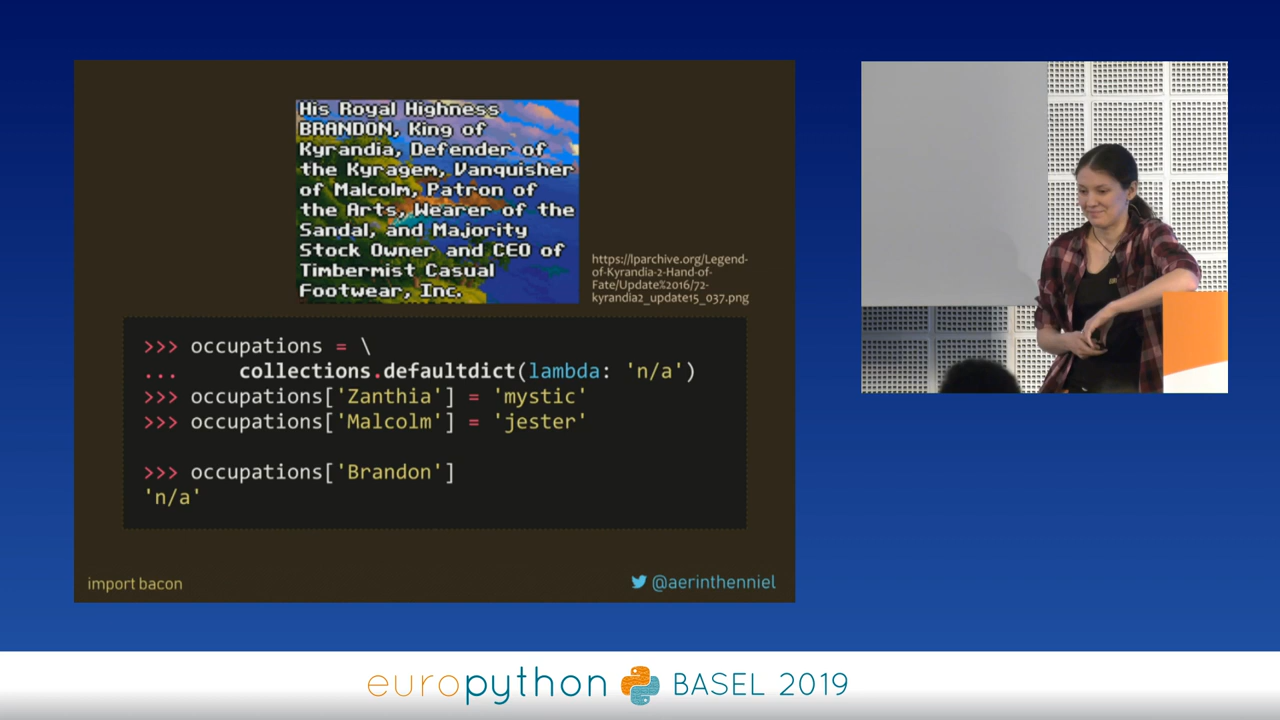 His Royal Highness
BRANDON, King of
Kyrandia, Defender of
the Kyragem, Vanquisher
of Malcolm, Patron of
the Arts, Wearer of the
Sandal, and Majority
Stock Owner and CEO of
Timbermist Casual
Footwear, Inc.
https://lparchive.org/Legend-
of-Kyrandia-2-Hand-of-
Fate/Update%2016/72-
kyrandia2_update15_037.png
>>> occupations = \
...     collections.defaultdict(lambda: 'n/a')
>>> occupations['Zanthia'] = 'mystic'
>>> occupations['Malcolm'] = 'jester'
>>> occupations['Brandon']
'n/a'
import bacon
@aerinthenniel
europython BASEL 2019